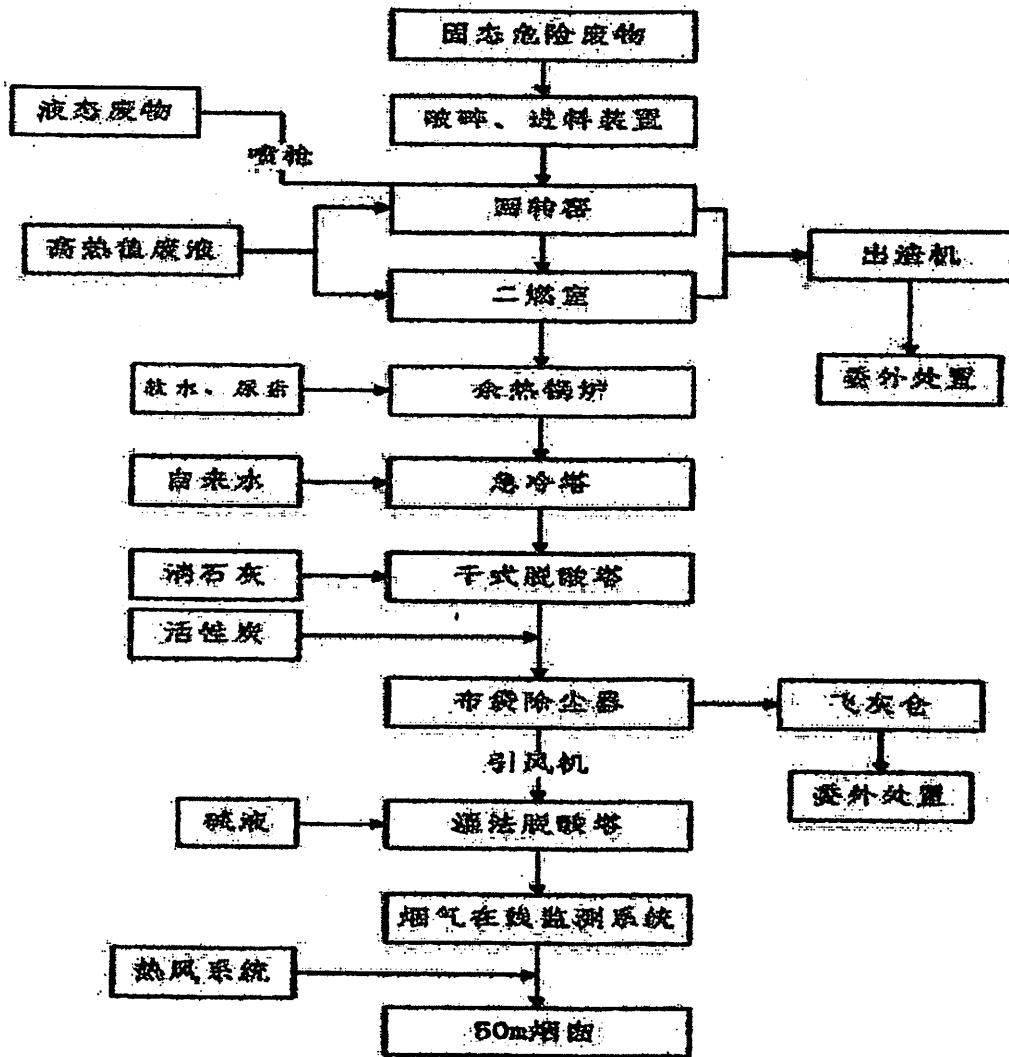 固态危险废物
液态废物
破碎、进料装置
喷枪
回转窑
高热值废液
出渣机
二燃室
委外处置
软水、尿素
余热锅炉
自来水
急冷塔
消石灰
干式脱酸塔
活性炭
布袋除尘器
飞灰仓
引风机
委外处置
碱液
湿法脱酸塔
烟气在线监测系统
热风系统
50m烟囱